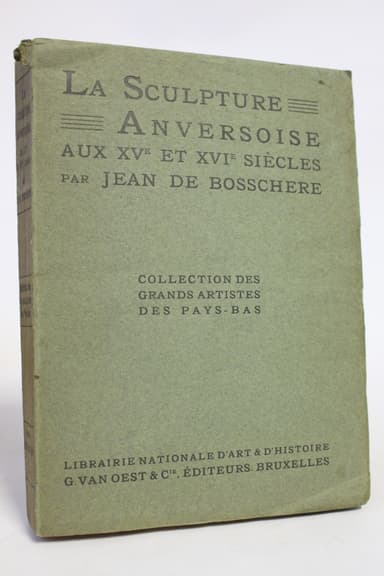 La Sculpture
Anversoise
aux XVe et XVIe siècles
par Jean de Bosschere
Collection des
Grands Artistes
des Pays-Bas
Librairie Nationale d'Art & d'Histoire
G. Van Oest & Cie, Éditeurs, Bruxelles